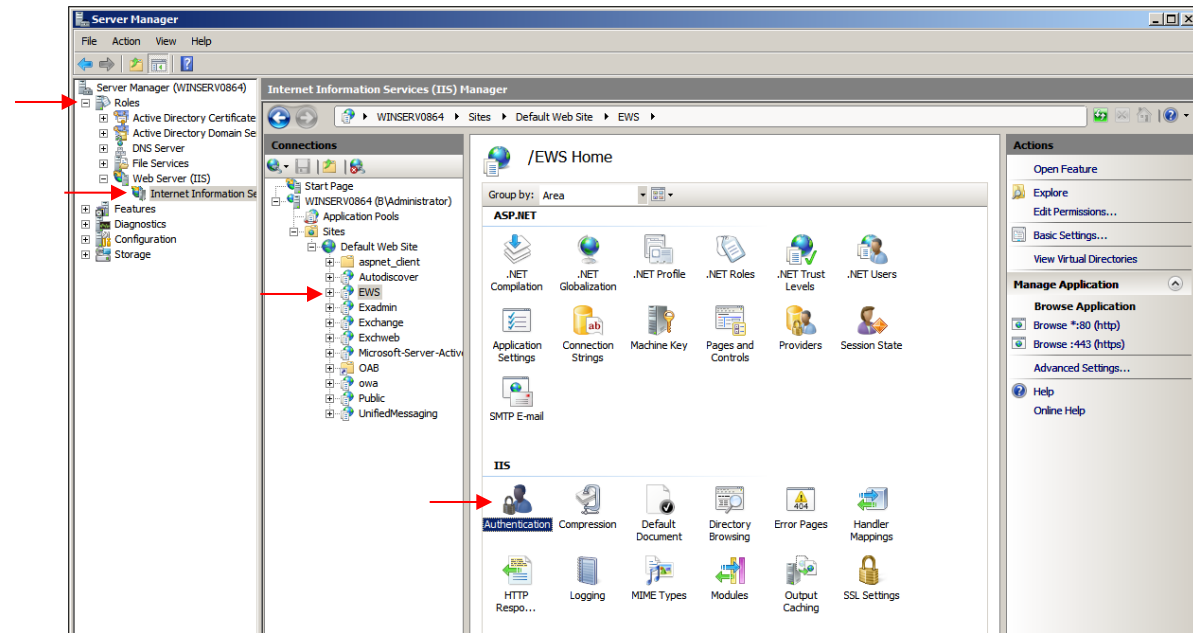 Server Manager
File Action View Help
Server Manager (WINSERV0864)
Roles
Active Directory Certificate
Active Directory Domain Se
DNS Server
File Services
Web Server (IIS)
Internet Information Se
Features
Diagnostics
Configuration
Storage
Internet Information Services (IIS) Manager
WINSERV0864 Sites Default Web Site EWS
Connections
Start Page
WINSERV0864 (B\Administrator)
Application Pools
Sites
Default Web Site
aspnet_client
Autodiscover
EWS
Exadmin
Exchange
Exchweb
Microsoft-Server-Active
OAB
owa
Public
UnifiedMessaging
/EWS Home
Group by: Area
ASP.NET
.NET Compilation
.NET Globalization
.NET Profile
.NET Roles
.NET Trust Levels
.NET Users
Application Settings
Connection Strings
Machine Key
Pages and Controls
Providers
Session State
SMTP E-mail
IIS
Authentication
Compression
Default Document
Directory Browsing
404
Error Pages
Handler Mappings
HTTP Respo...
Logging
MIME Types
Modules
Output Caching
SSL Settings
Actions
Open Feature
Explore
Edit Permissions...
Basic Settings...
View Virtual Directories
Manage Application
Browse Application
Browse *:80 (http)
Browse :443 (https)
Advanced Settings...
Help
Online Help